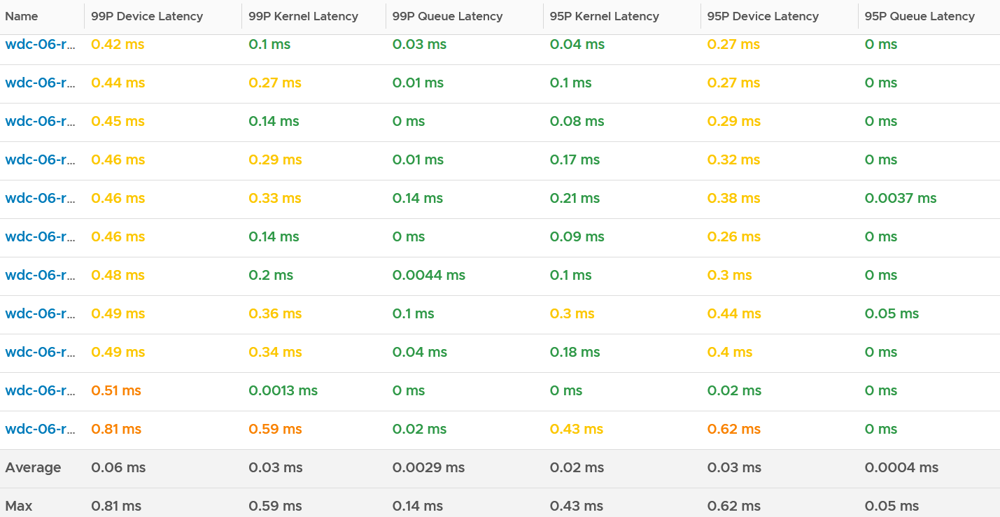 Name 99P Device Latency 99P Kernel Latency 99P Queue Latency 95P Kernel Latency 95P Device Latency 95P Queue Latency
wdc-06-r... 0.42 ms 0.1 ms 0.03 ms 0.04 ms 0.27 ms 0 ms
wdc-06-r... 0.44 ms 0.27 ms 0.01 ms 0.1 ms 0.27 ms 0 ms
wdc-06-r... 0.45 ms 0.14 ms 0 ms 0.08 ms 0.29 ms 0 ms
wdc-06-r... 0.46 ms 0.29 ms 0.01 ms 0.17 ms 0.32 ms 0 ms
wdc-06-r... 0.46 ms 0.33 ms 0.14 ms 0.21 ms 0.38 ms 0.0037 ms
wdc-06-r... 0.46 ms 0.14 ms 0 ms 0.09 ms 0.26 ms 0 ms
wdc-06-r... 0.48 ms 0.2 ms 0.0044 ms 0.1 ms 0.3 ms 0 ms
wdc-06-r... 0.49 ms 0.36 ms 0.1 ms 0.3 ms 0.44 ms 0.05 ms
wdc-06-r... 0.49 ms 0.34 ms 0.04 ms 0.18 ms 0.4 ms 0 ms
wdc-06-r... 0.51 ms 0.0013 ms 0 ms 0 ms 0.02 ms 0 ms
wdc-06-r... 0.81 ms 0.59 ms 0.02 ms 0.43 ms 0.62 ms 0 ms
Average 0.06 ms 0.03 ms 0.0029 ms 0.02 ms 0.03 ms 0.0004 ms
Max 0.81 ms 0.59 ms 0.14 ms 0.43 ms 0.62 ms 0.05 ms